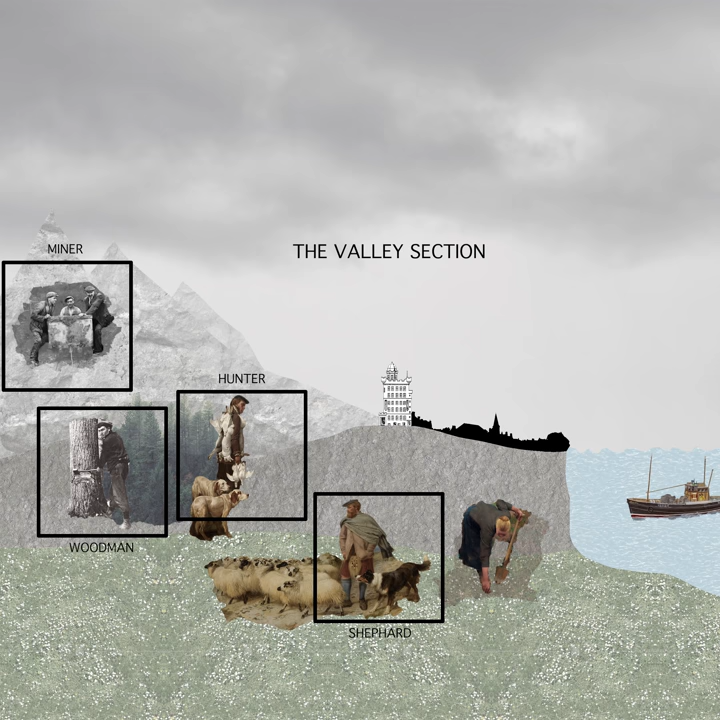 MINER
THE VALLEY SECTION
HUNTER
WOODMAN
SHEPHARD